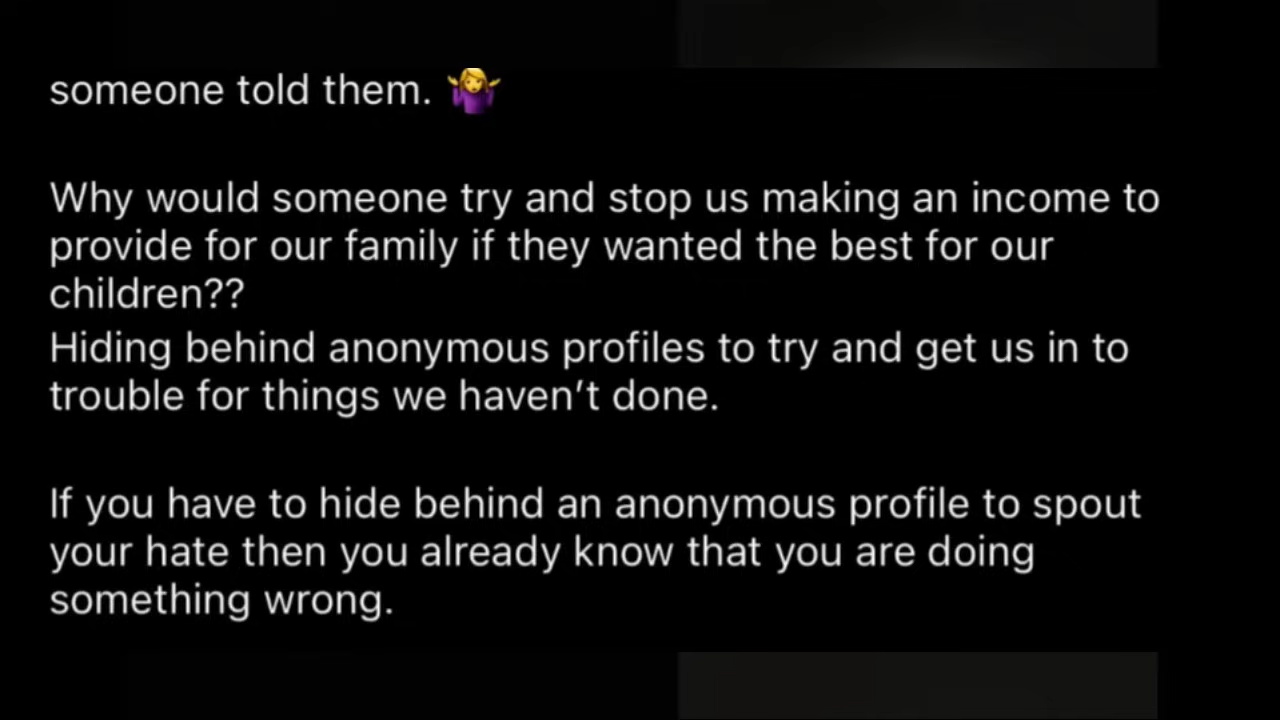 someone told them. 🤷‍♀️
Why would someone try and stop us making an income to
provide for our family if they wanted the best for our
children??
Hiding behind anonymous profiles to try and get us in to
trouble for things we haven’t done.
If you have to hide behind an anonymous profile to spout
your hate then you already know that you are doing
something wrong.